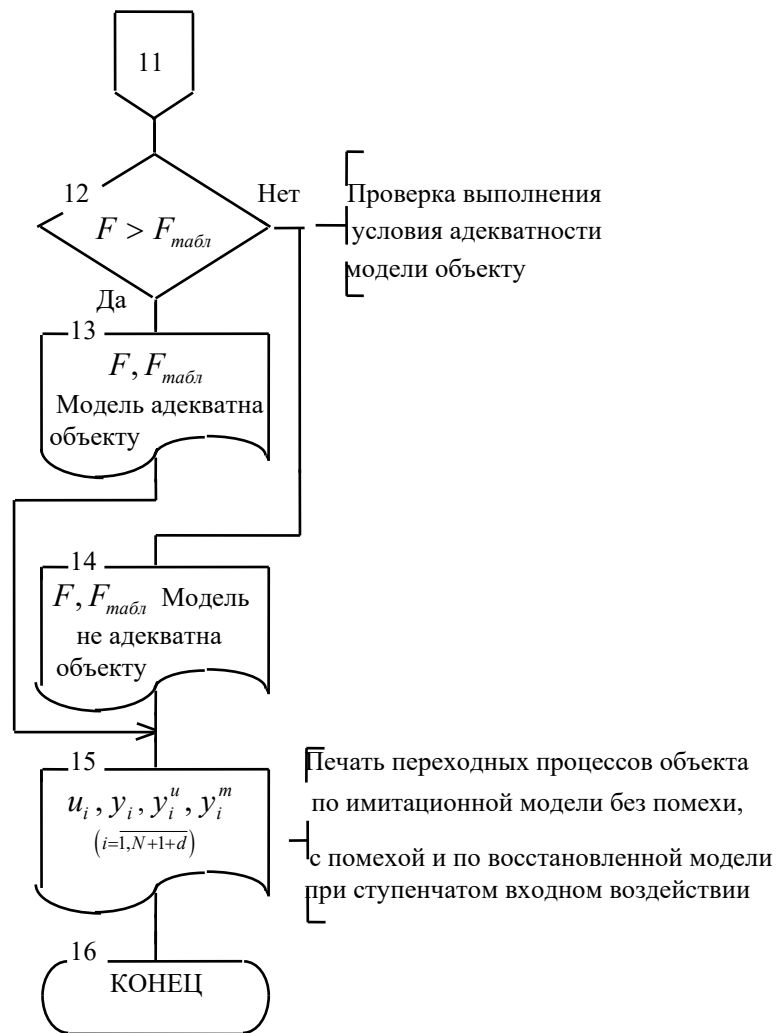 11
12
Нет
F > F_табл
Проверка выполнения
условия адекватности
модели объекту
Да
13
F, F_табл
Модель адекватна
объекту
14
F, F_табл Модель
не адекватна
объекту
15
u_i, y_i, y_i^u, y_i^m
(i=1,N+1+d)
Печать переходных процессов объекта
по имитационной модели без помехи,
с помехой и по восстановленной модели
при ступенчатом входном воздействии
16
КОНЕЦ